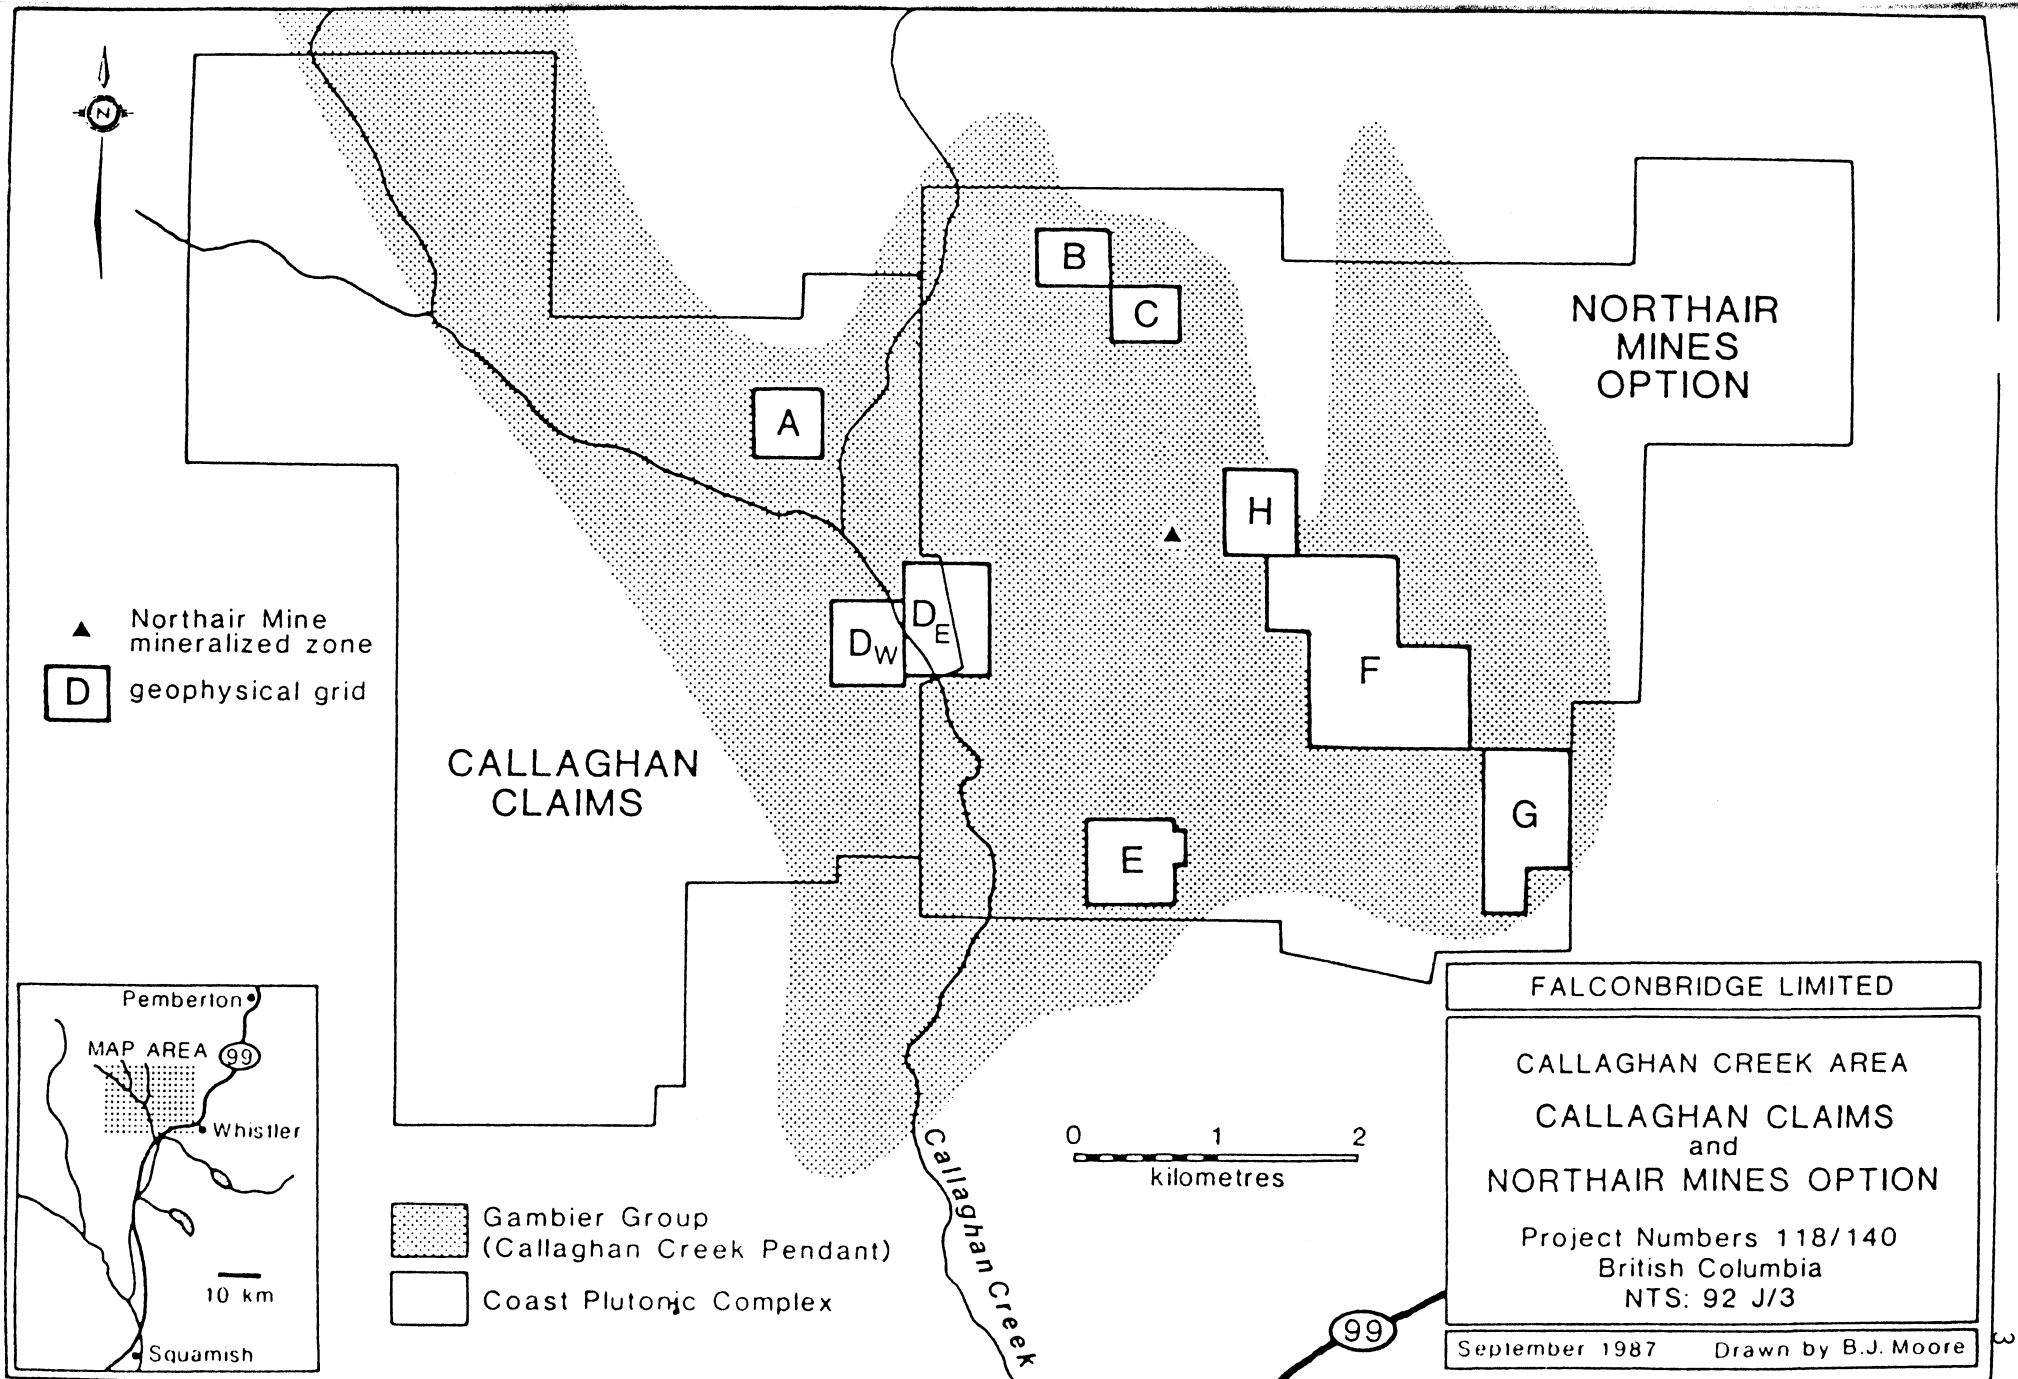 N
B
C
NORTHAIR
MINES
OPTION
A
H
Northair Mine
mineralized zone
D
geophysical grid
DE
DW
F
CALLAGHAN
CLAIMS
G
E
Pemberton
MAP AREA
99
Whistler
10 km
Squamish
0 1 2
kilometres
Callaghan Creek
Gambier Group
(Callaghan Creek Pendant)
Coast Plutonic Complex
99
FALCONBRIDGE LIMITED
CALLAGHAN CREEK AREA
CALLAGHAN CLAIMS
and
NORTHAIR MINES OPTION
Project Numbers 118/140
British Columbia
NTS: 92 J/3
September 1987 Drawn by B.J. Moore
3